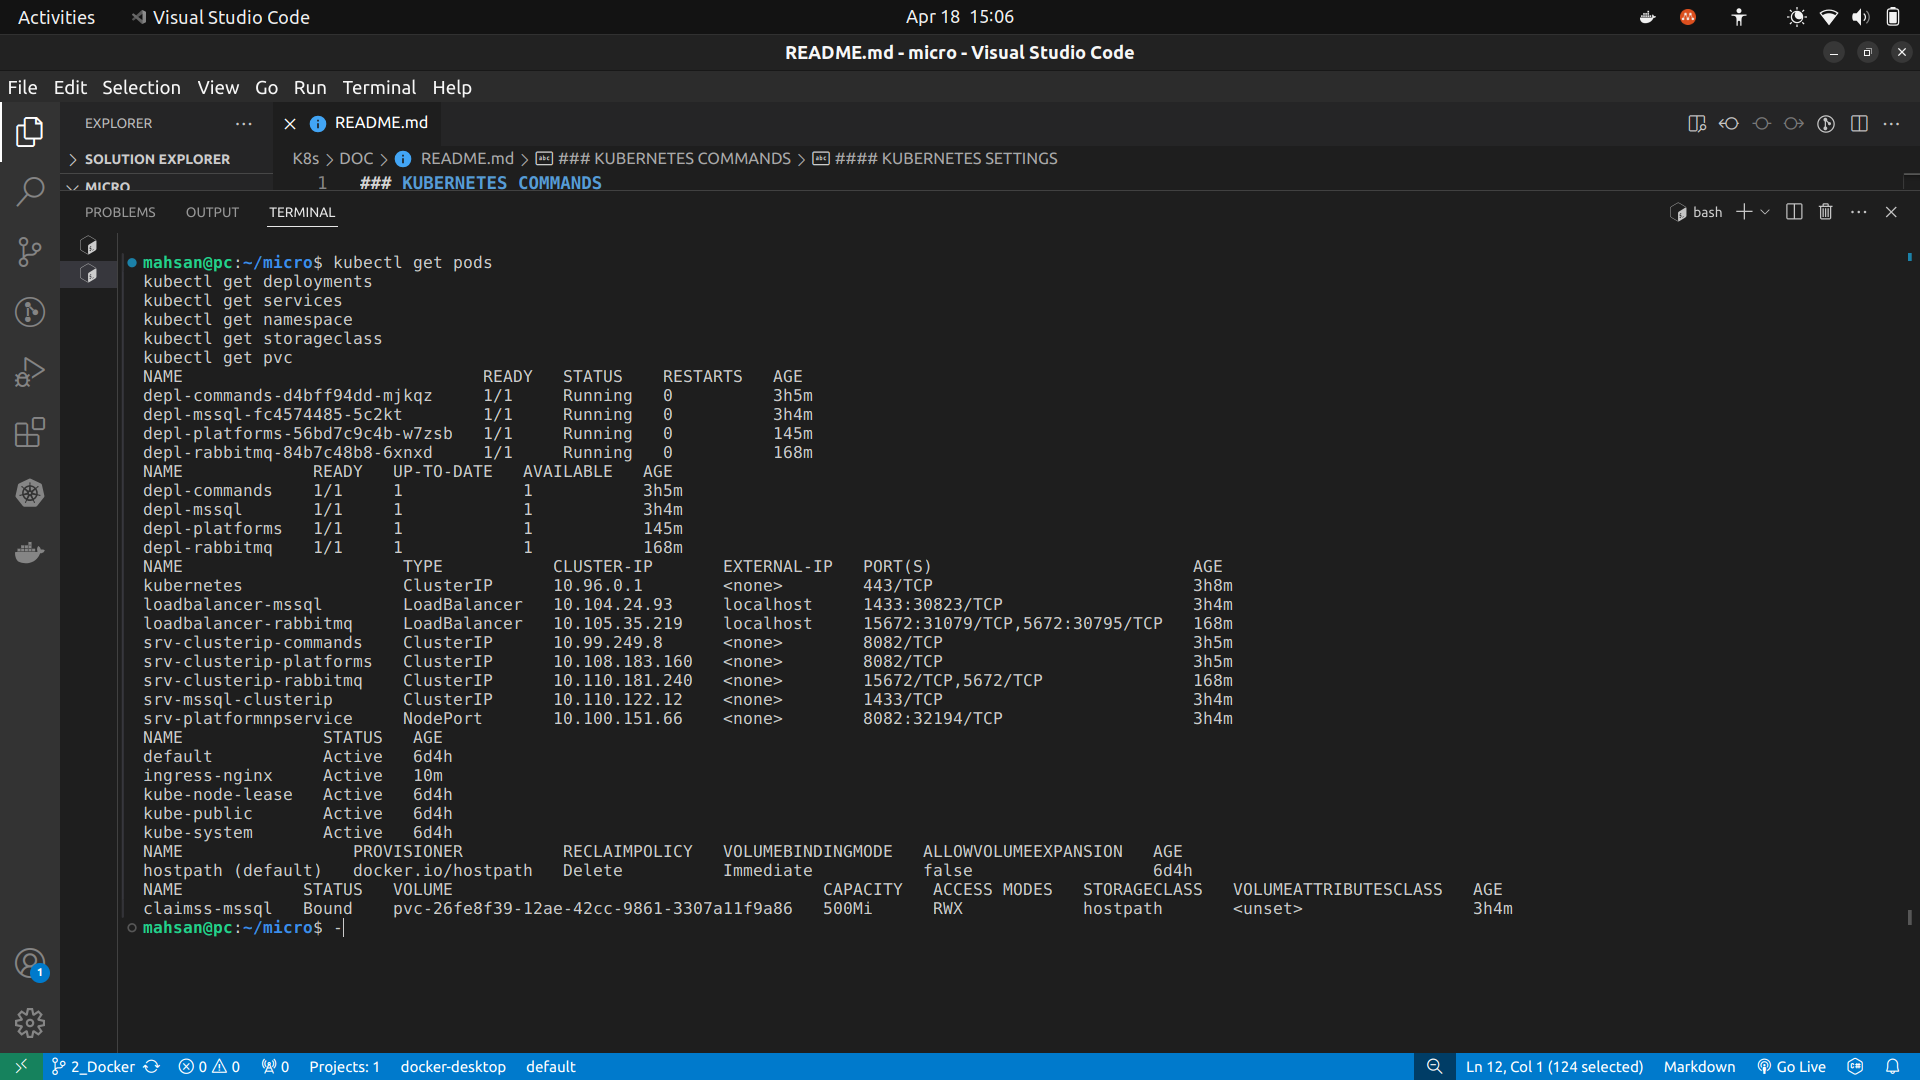 Activities Visual Studio Code Apr 18 15:06
README.md - micro - Visual Studio Code
File Edit Selection View Go Run Terminal Help
EXPLORER ··· README.md
SOLUTION EXPLORER K8s > DOC > README.md > ### KUBERNETES COMMANDS > #### KUBERNETES SETTINGS
MICRO 1 ### KUBERNETES COMMANDS
PROBLEMS OUTPUT TERMINAL bash
mahsan@pc:~/micro$ kubectl get pods
kubectl get deployments
kubectl get services
kubectl get namespace
kubectl get storageclass
kubectl get pvc
NAME READY STATUS RESTARTS AGE
depl-commands-d4bff94dd-mjkqz 1/1 Running 0 3h5m
depl-mssql-fc4574485-5c2kt 1/1 Running 0 3h4m
depl-platforms-56bd7c9c4b-w7zsb 1/1 Running 0 145m
depl-rabbitmq-84b7c48b8-6xnxd 1/1 Running 0 168m
NAME READY UP-TO-DATE AVAILABLE AGE
depl-commands 1/1 1 1 3h5m
depl-mssql 1/1 1 1 3h4m
depl-platforms 1/1 1 1 145m
depl-rabbitmq 1/1 1 1 168m
NAME TYPE CLUSTER-IP EXTERNAL-IP PORT(S) AGE
kubernetes ClusterIP 10.96.0.1 <none> 443/TCP 3h8m
loadbalancer-mssql LoadBalancer 10.104.24.93 localhost 1433:30823/TCP 3h4m
loadbalancer-rabbitmq LoadBalancer 10.105.35.219 localhost 15672:31079/TCP,5672:30795/TCP 168m
srv-clusterip-commands ClusterIP 10.99.249.8 <none> 8082/TCP 3h5m
srv-clusterip-platforms ClusterIP 10.108.183.160 <none> 8082/TCP 3h5m
srv-clusterip-rabbitmq ClusterIP 10.110.181.240 <none> 15672/TCP,5672/TCP 168m
srv-mssql-clusterip ClusterIP 10.110.122.12 <none> 1433/TCP 3h4m
srv-platformnpservice NodePort 10.100.151.66 <none> 8082:32194/TCP 3h4m
NAME STATUS AGE
default Active 6d4h
ingress-nginx Active 10m
kube-node-lease Active 6d4h
kube-public Active 6d4h
kube-system Active 6d4h
NAME PROVISIONER RECLAIMPOLICY VOLUMEBINDINGMODE ALLOWVOLUMEEXPANSION AGE
hostpath (default) docker.io/hostpath Delete Immediate false 6d4h
NAME STATUS VOLUME CAPACITY ACCESS MODES STORAGECLASS VOLUMEATTRIBUTESCLASS AGE
claimss-mssql Bound pvc-26fe8f39-12ae-42cc-9861-3307a11f9a86 500Mi RWX hostpath <unset> 3h4m
mahsan@pc:~/micro$ -
1
2_Docker 0 0 0 Projects: 1 docker-desktop default Ln 12, Col 1 (124 selected) Markdown Go Live